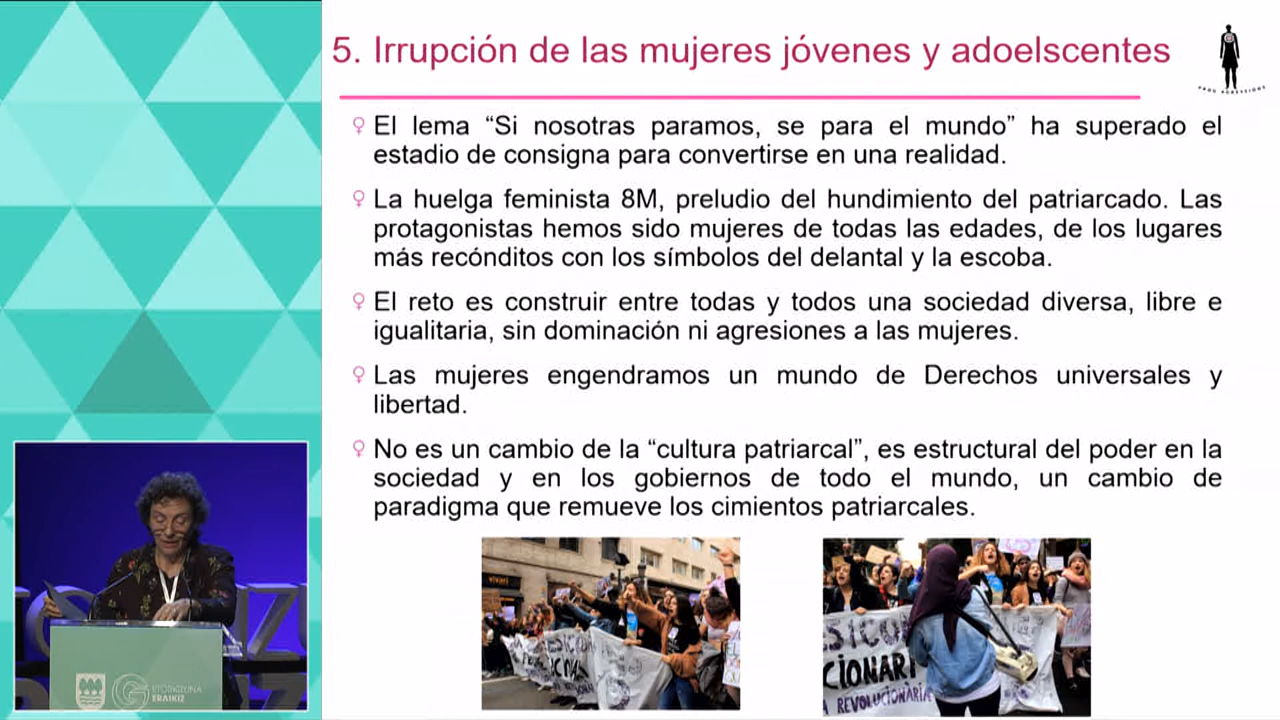 5. Irrupción de las mujeres jóvenes y adoelscentes
El lema “Si nosotras paramos, se para el mundo” ha superado el
estadio de consigna para convertirse en una realidad.
La huelga feminista 8M, preludio del hundimiento del patriarcado. Las
protagonistas hemos sido mujeres de todas las edades, de los lugares
más recónditos con los símbolos del delantal y la escoba.
El reto es construir entre todas y todos una sociedad diversa, libre e
igualitaria, sin dominación ni agresiones a las mujeres.
Las mujeres engendramos un mundo de Derechos universales y
libertad.
No es un cambio de la “cultura patriarcal”, es estructural del poder en la
sociedad y en los gobiernos de todo el mundo, un cambio de
paradigma que remueve los cimientos patriarcales.
ETORKIZUNA
ERAIKIZ
CIONARI
REVOLUCIONARIA